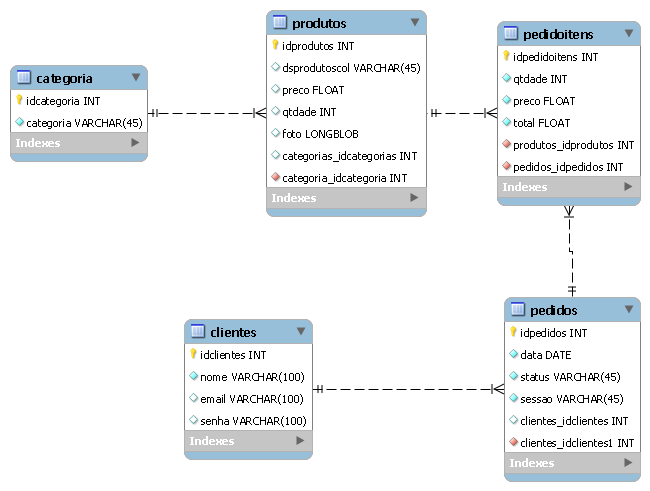 categoria
idcategoria INT
categoria VARCHAR(45)
Indexes
produtos
idprodutos INT
dsprodutoscol VARCHAR(45)
preco FLOAT
qtdade INT
foto LONGBLOB
categorias_idcategorias INT
categoria_idcategoria INT
Indexes
pedidoitens
idpedidoitens INT
qtdade INT
preco FLOAT
total FLOAT
produtos_idprodutos INT
pedidos_idpedidos INT
Indexes
clientes
idclientes INT
nome VARCHAR(100)
email VARCHAR(100)
senha VARCHAR(100)
Indexes
pedidos
idpedidos INT
data DATE
status VARCHAR(45)
sessao VARCHAR(45)
clientes_idclientes INT
clientes_idclientes1 INT
Indexes